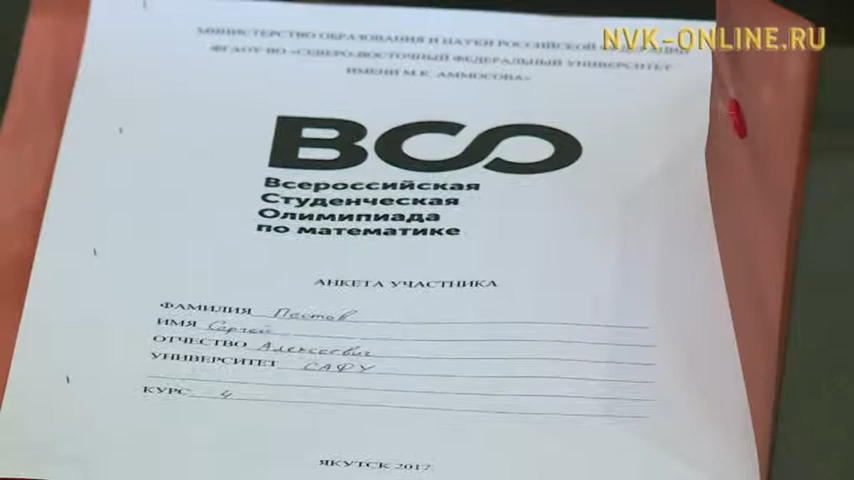 NVK-ONLINE.RU
МИНИСТЕРСТВО ОБРАЗОВАНИЯ И НАУКИ РОССИЙСКОЙ ФЕДЕРАЦИИ
ФГАОУ ВО «СЕВЕРО-ВОСТОЧНЫЙ ФЕДЕРАЛЬНЫЙ УНИВЕРСИТЕТ
ИМЕНИ М.К. АММОСОВА»
ВСО
Всероссийская
Студенческая
Олимипиада
по математике
АНКЕТА УЧАСТНИКА
ФАМИЛИЯ Постов
ИМЯ Сергей
ОТЧЕСТВО Алексеевич
УНИВЕРСИТЕТ САФУ
КУРС 4
ЯКУТСК 2017